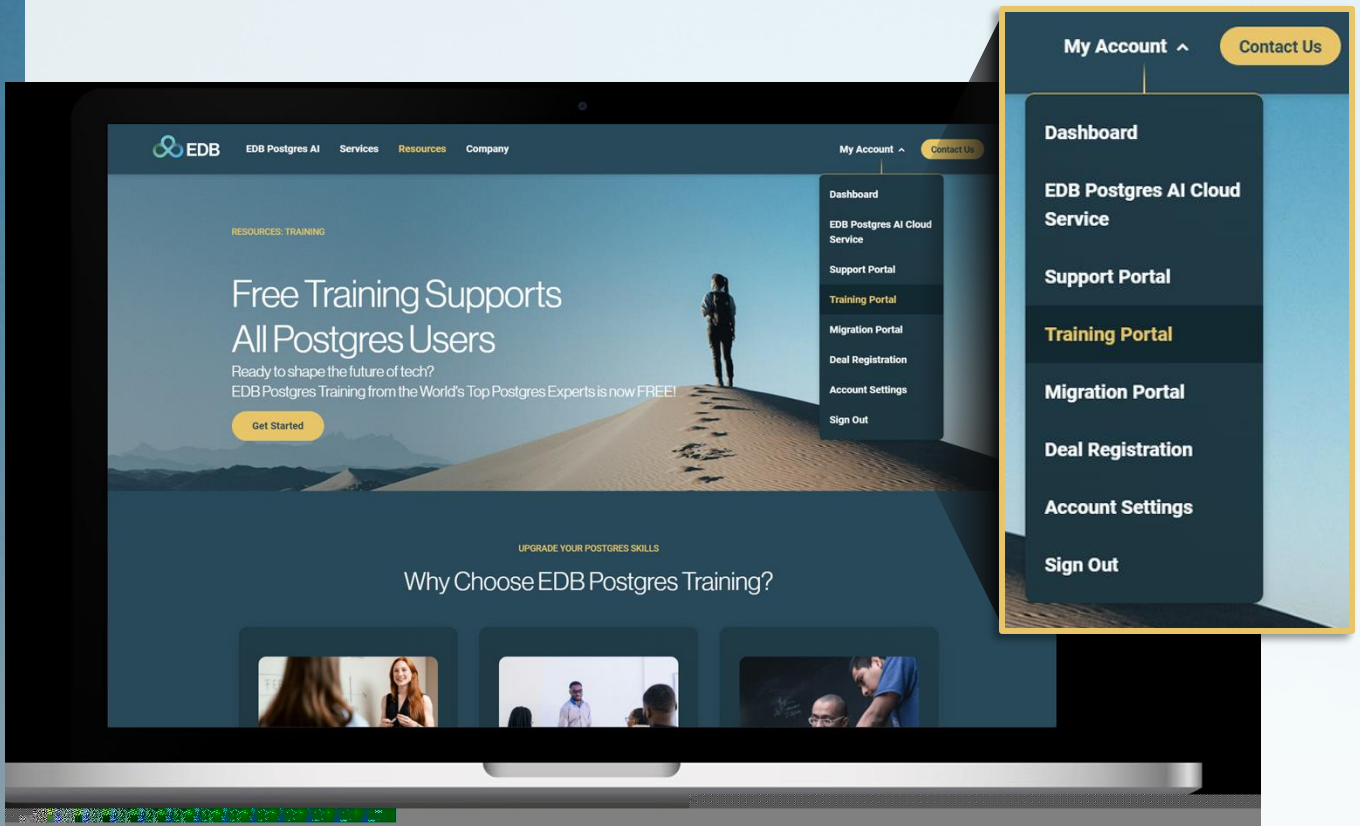 EDB
EDB Postgres AI
Services
Resources
Company
My Account
Contact Us
RESOURCES: TRAINING
Free Training Supports
All Postgres Users
Ready to shape the future of tech?
EDB Postgres Training from the World's Top Postgres Experts is now FREE!
Get Started
Dashboard
EDB Postgres AI Cloud
Service
Support Portal
Training Portal
Migration Portal
Deal Registration
Account Settings
Sign Out
UPGRADE YOUR POSTGRES SKILLS
Why Choose EDB Postgres Training?
My Account
Contact Us
Dashboard
EDB Postgres AI Cloud
Service
Support Portal
Training Portal
Migration Portal
Deal Registration
Account Settings
Sign Out